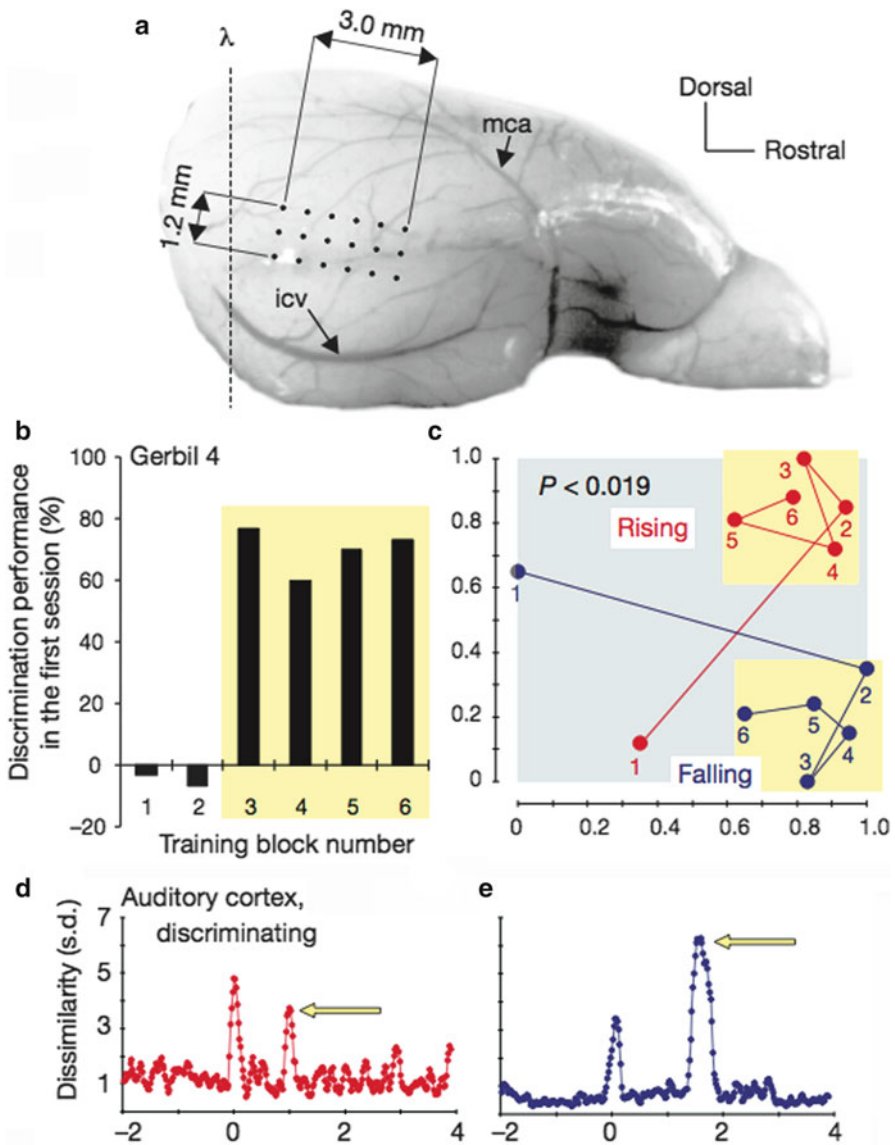 a
λ
3.0 mm
1.2 mm
mca
icv
Dorsal
Rostral
b
Gerbil 4
Discrimination performance
in the first session (%)
100
80
60
40
20
0
−20
1
2
3
4
5
6
Training block number
c
P < 0.019
Rising
Falling
1.0
0.8
0.6
0.4
0.2
0
3
6
2
5
4
1
1
2
5
6
4
3
0
0.2
0.4
0.6
0.8
1.0
d
Auditory cortex,
discriminating
Dissimilarity (s.d.)
7
5
3
1
−2
0
2
4
e
−2
0
2
4